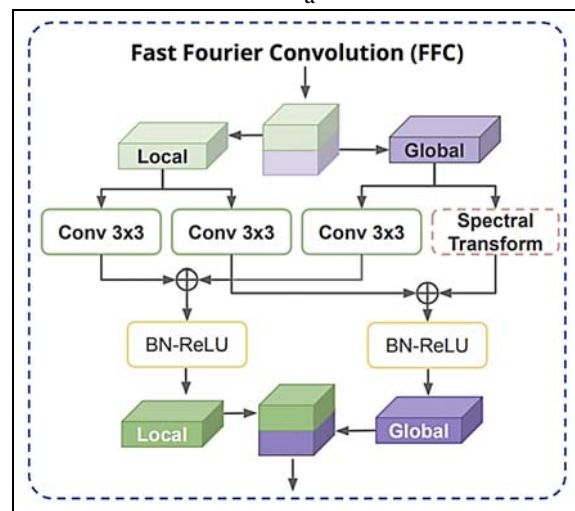 a
Fast Fourier Convolution (FFC)
Local
Global
Conv 3x3
Conv 3x3
Conv 3x3
Spectral
Transform
BN-ReLU
BN-ReLU
Local
Global